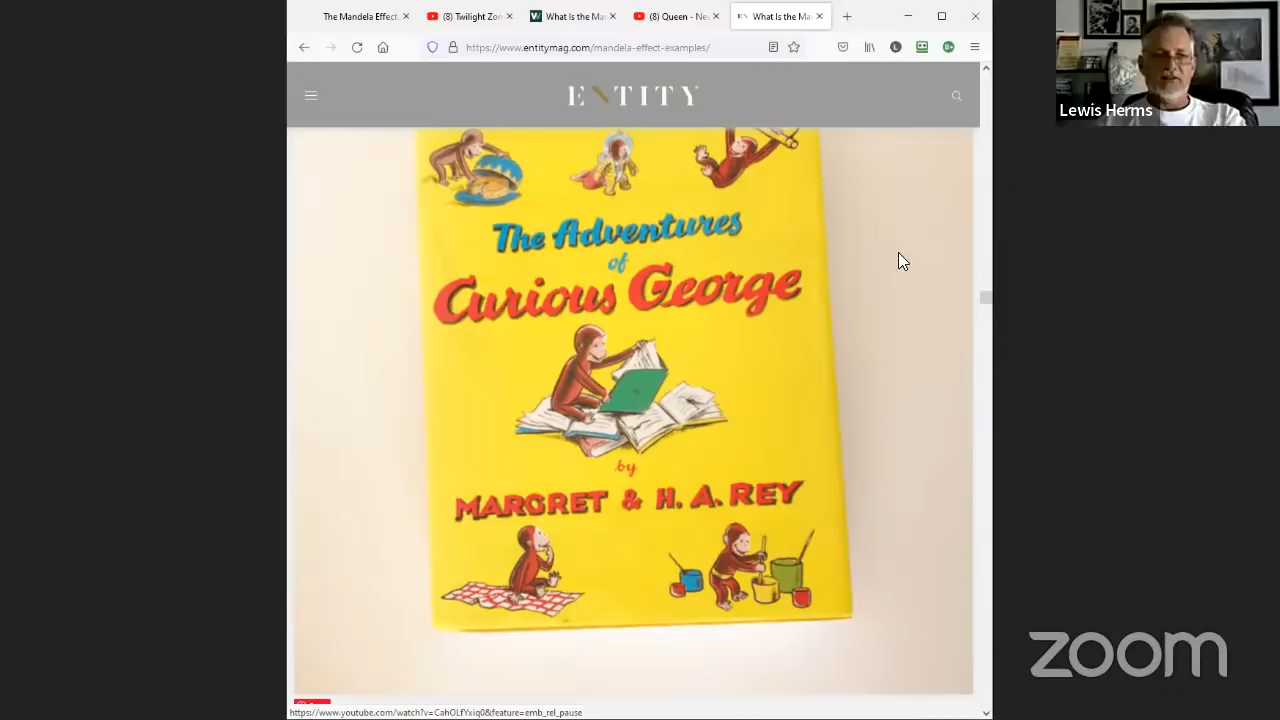 The Mandela Effect.
(8) Twilight Zon
What Is the Ma
(8) Queen - Ne
What Is the Ma
https://www.entitymag.com/mandela-effect-examples/
ENTITY
Lewis Herms
The Adventures
of
Curious George
by
MARGRET & H. A. REY
https://www.youtube.com/watch?v=CahOLfYxiq0&feature=emb_rel_pause
zoom